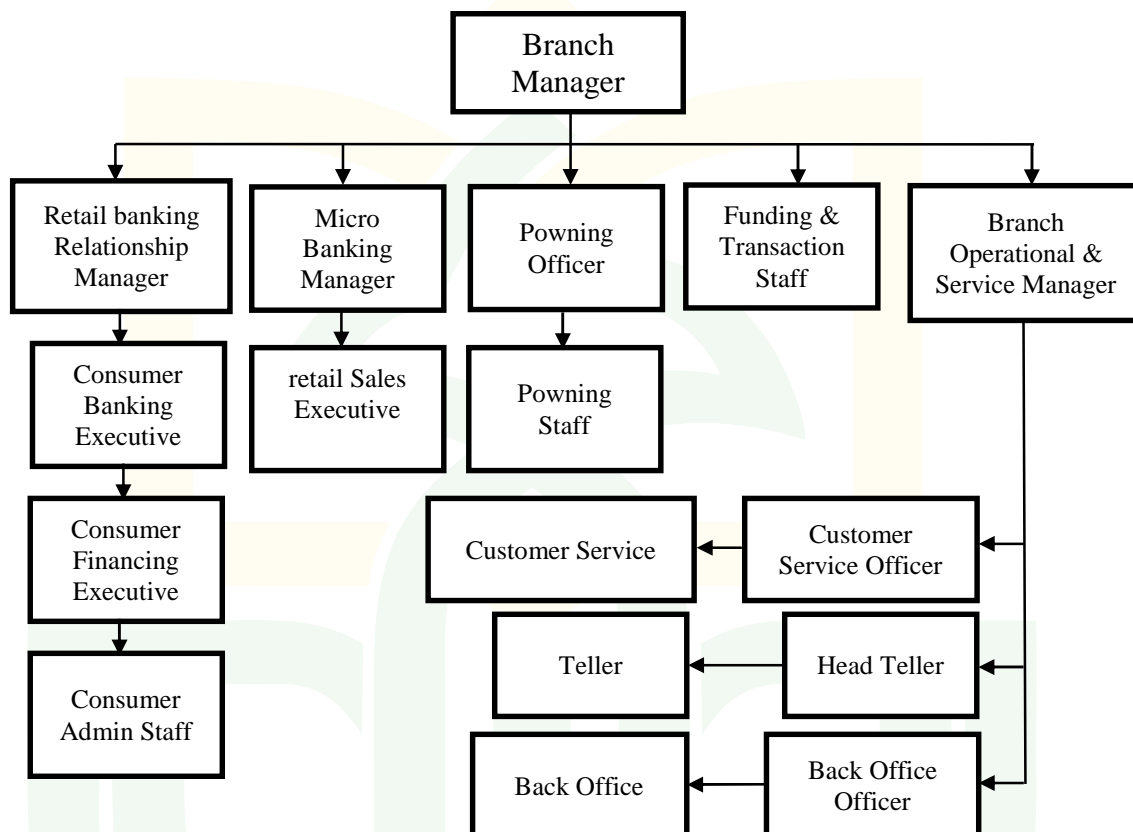 Branch
Manager
Retail banking
Relationship
Manager
Micro
Banking
Manager
Powning
Officer
Funding &
Transaction
Staff
Branch
Operational &
Service Manager
Consumer
Banking
Executive
retail Sales
Executive
Powning
Staff
Consumer
Financing
Executive
Customer Service
Customer
Service Officer
Teller
Head Teller
Consumer
Admin Staff
Back Office
Back Office
Officer